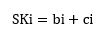 SKi = bi + ci